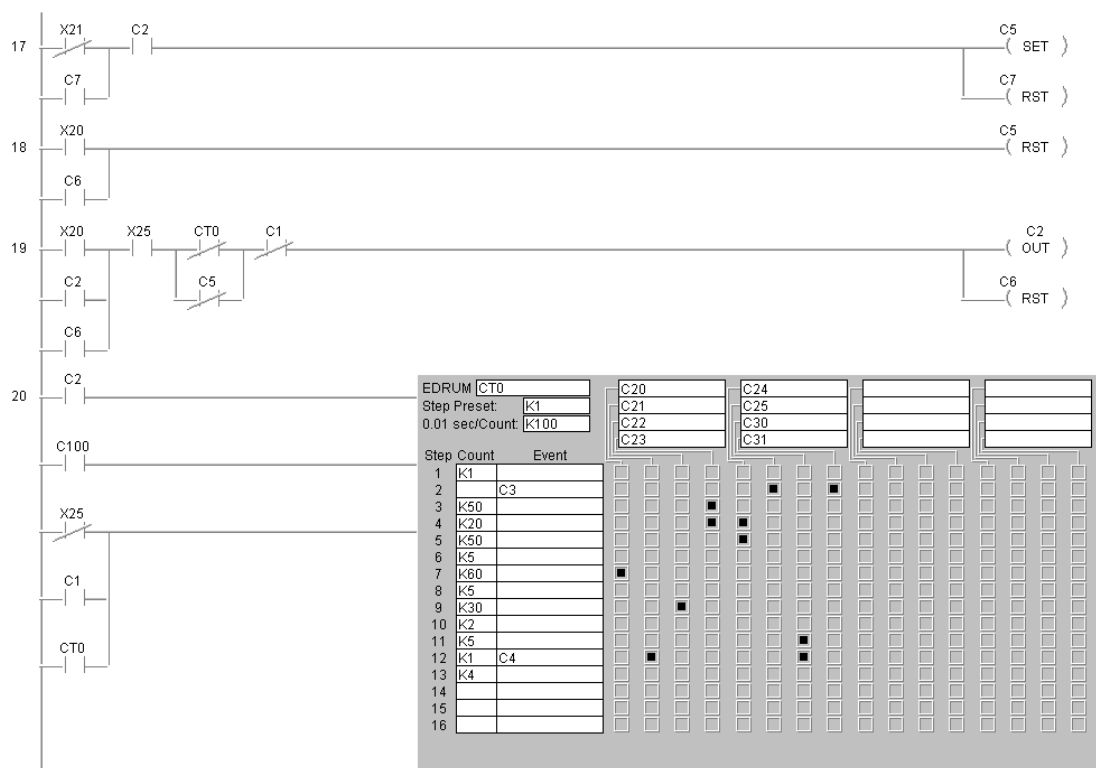 X21 C2 C5
17 SET
C7 C7
RST
X20 C5
18 RST
C6
X20 X25 CT0 C1 C2
19 OUT
C2 C5 C6
RST
C6
C2
20
C100
X25
C1
CT0
EDRUM CT0 C20 C24
Step Preset: K1 C21 C25
0.01 sec/Count: K100 C22 C30
C23 C31
Step Count Event
1 K1
2 C3
3 K50
4 K20
5 K50
6 K5
7 K60
8 K5
9 K30
10 K2
11 K5
12 K1 C4
13 K4
14
15
16